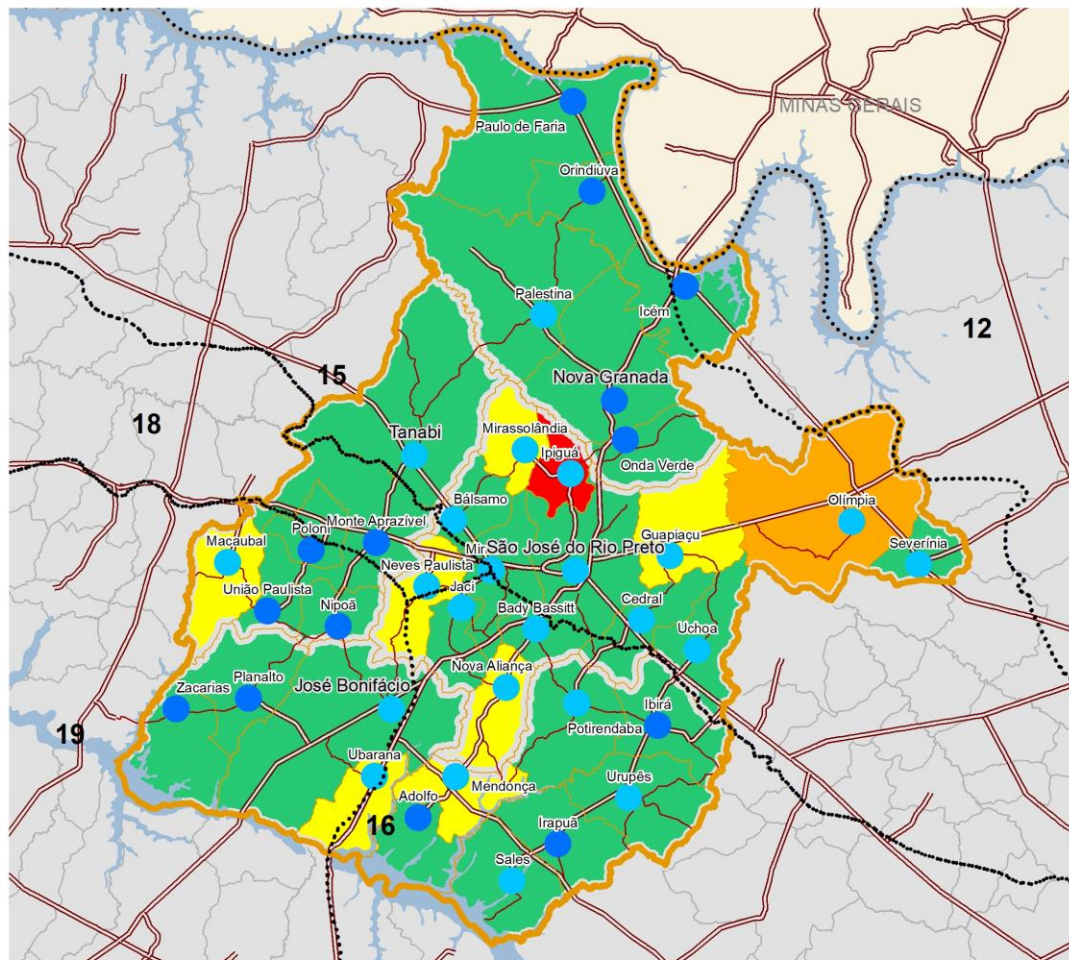 MINAS GERAIS
Paulo de Faria
Orindiúva
Palestina
Icém
12
15
Nova Granada
18
Mirassolândia
Tanabi
Ipiguá
Onda Verde
Bálsamo
Olímpia
Monte Aprazível
Poloni
Guapiaçu
Severínia
Macaubal
São José do Rio Preto
Neves Paulista
União Paulista
Jaci
Nipoã
Bady Bassitt
Cedral
Uchoa
Nova Aliança
Planalto
Zacarias
José Bonifácio
Ibirá
Potirendaba
19
Ubarana
Mendonça
Urupês
Adolfo
16
Irapuã
Sales